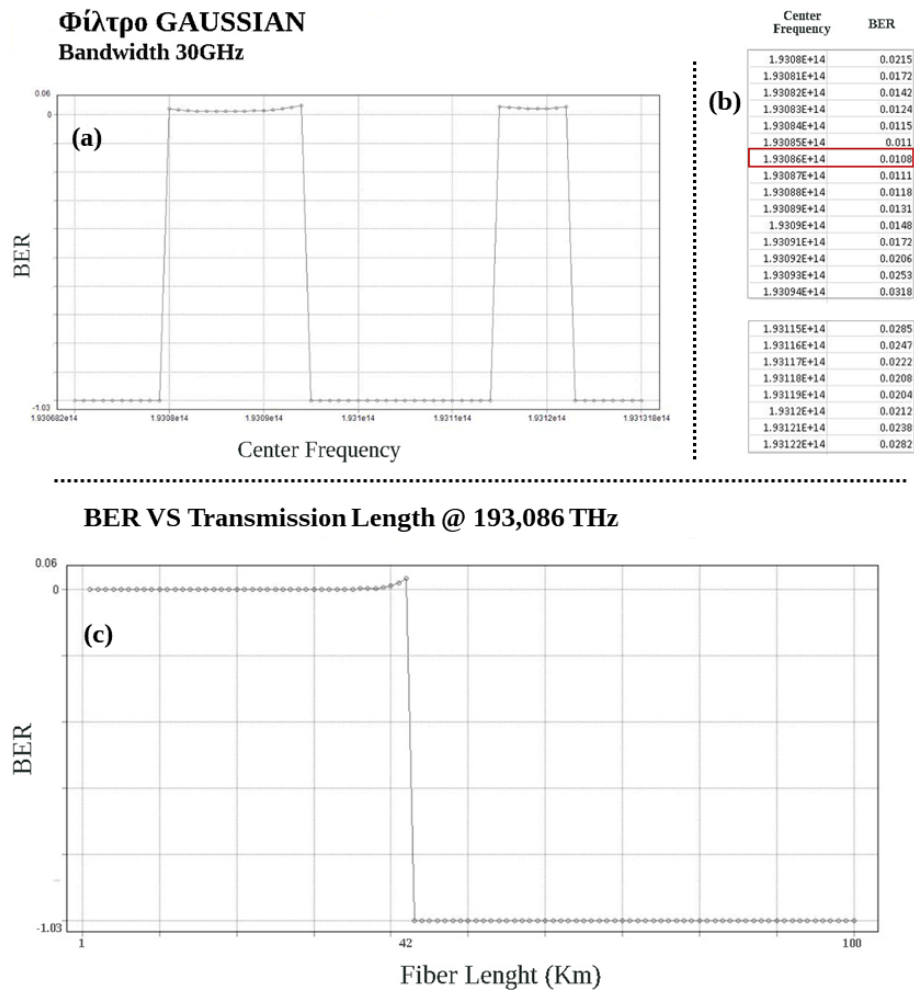 Φίλτρο GAUSSIAN
Bandwidth 30GHz
0.06
0
(a)
BER
-1.03
1.930682e14
1.9308e14
1.9309e14
1.931e14
1.9311e14
1.9312e14
1.931318e14
Center Frequency
(b)
Center
Frequency BER
1.9308E+14 0.0215
1.93081E+14 0.0172
1.93082E+14 0.0142
1.93083E+14 0.0124
1.93084E+14 0.0115
1.93085E+14 0.011
1.93086E+14 0.0108
1.93087E+14 0.0111
1.93088E+14 0.0118
1.93089E+14 0.0131
1.9309E+14 0.0148
1.93091E+14 0.0172
1.93092E+14 0.0206
1.93093E+14 0.0253
1.93094E+14 0.0318
1.93115E+14 0.0285
1.93116E+14 0.0247
1.93117E+14 0.0222
1.93118E+14 0.0208
1.93119E+14 0.0204
1.9312E+14 0.0212
1.93121E+14 0.0238
1.93122E+14 0.0282
BER VS Transmission Length @ 193,086 THz
0.06
0
(c)
BER
-1.03
1
42
100
Fiber Lenght (Km)